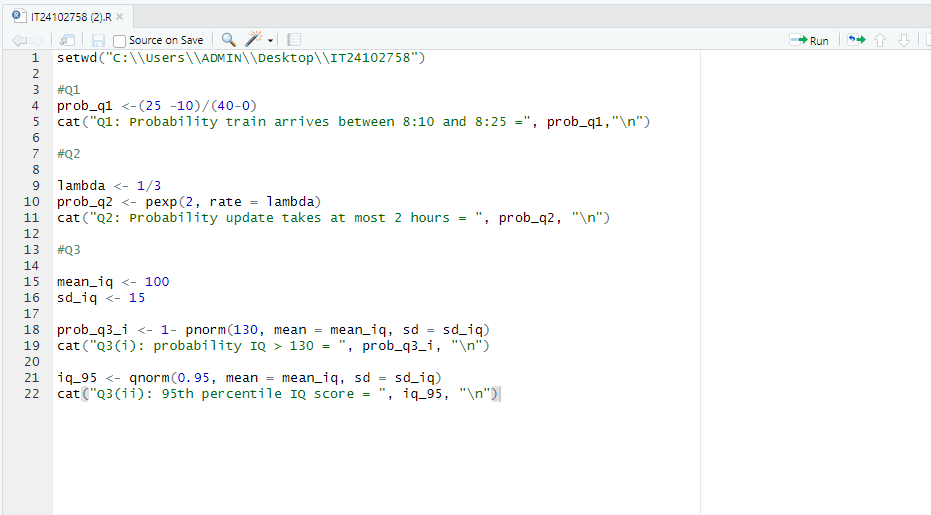 IT24102758 (2).R
Source on Save
Run
1 setwd("C:\\Users\\ADMIN\\Desktop\\IT24102758")
2
3 #Q1
4 prob_q1 <-(25 -10)/(40-0)
5 cat("Q1: Probability train arrives between 8:10 and 8:25 =", prob_q1,"\n")
6
7 #Q2
8
9 lambda <- 1/3
10 prob_q2 <- pexp(2, rate = lambda)
11 cat("Q2: Probability update takes at most 2 hours = ", prob_q2, "\n")
12
13 #Q3
14
15 mean_iq <- 100
16 sd_iq <- 15
17
18 prob_q3_i <- 1- pnorm(130, mean = mean_iq, sd = sd_iq)
19 cat("Q3(i): probability IQ > 130 = ", prob_q3_i, "\n")
20
21 iq_95 <- qnorm(0.95, mean = mean_iq, sd = sd_iq)
22 cat("Q3(ii): 95th percentile IQ score = ", iq_95, "\n")